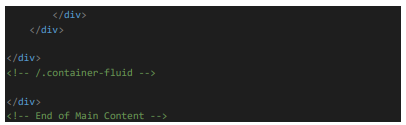 </div>
</div>
</div>
<!-- /.container-fluid -->
</div>
<!-- End of Main Content -->